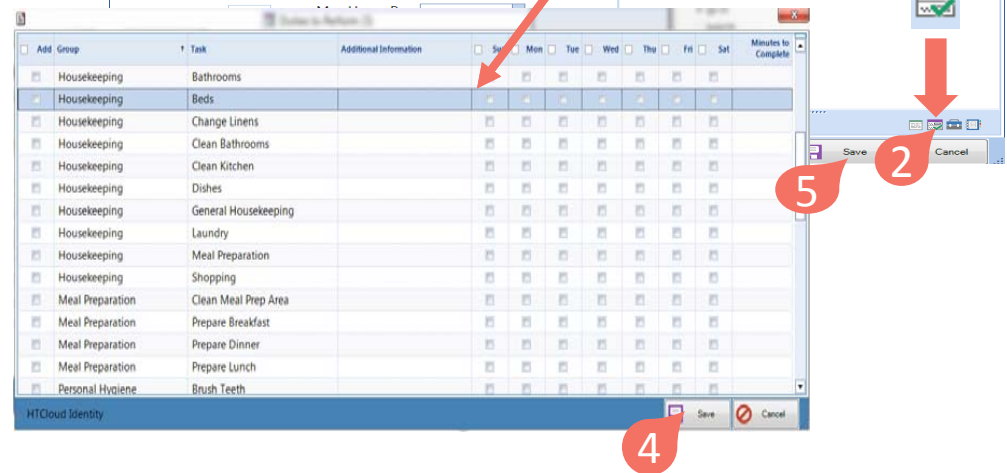 Duties to Perform (3)
Add Group Task Additional Information Su Mon Tue Wed Thu Fri Sat Minutes to Complete
Housekeeping Bathrooms
Housekeeping Beds
Housekeeping Change Linens
Housekeeping Clean Bathrooms
Housekeeping Clean Kitchen
Housekeeping Dishes
Housekeeping General Housekeeping
Housekeeping Laundry
Housekeeping Meal Preparation
Housekeeping Shopping
Meal Preparation Clean Meal Prep Area
Meal Preparation Prepare Breakfast
Meal Preparation Prepare Dinner
Meal Preparation Prepare Lunch
Personal Hygiene Brush Teeth
HTCloud Identity Save Cancel
4
Save Cancel
5
2